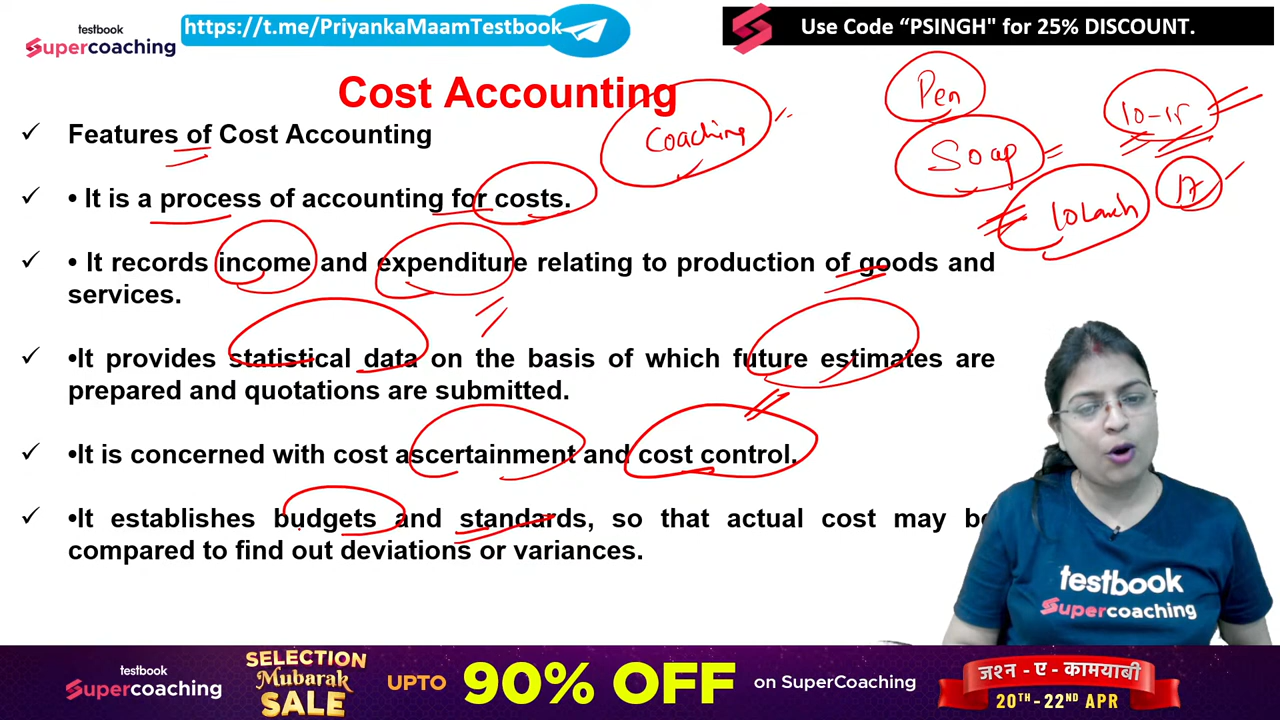 testbook
Supercoaching
https://t.me/PriyankaMaamTestbook
Use Code “PSINGH" for 25% DISCOUNT.
Cost Accounting
Pen
10-15
Coaching
Soap
17
10 Lakh
✓ Features of Cost Accounting
✓ • It is a process of accounting for costs.
✓ • It records income and expenditure relating to production of goods and
services.
✓ •It provides statistical data on the basis of which future estimates are
prepared and quotations are submitted.
✓ •It is concerned with cost ascertainment and cost control.
✓ •It establishes budgets and standards, so that actual cost may be
compared to find out deviations or variances.
testbook
Supercoaching
testbook
Supercoaching
SELECTION
Mubarak
SALE
UPTO 90% OFF on SuperCoaching
जश्न - ए - कामयाबी
20TH - 22ND APR